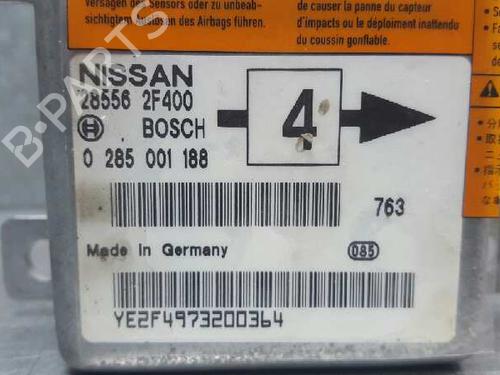 versagen des Sensors oder zu unbeab-
sichtigtem Auslösen des Airbags führen.
de causer la panne du capteur
d'impacts ou le déploiement inattendu
du coussin gonflable.
NISSAN
28556 2F400
BOSCH
0 285 001 188
4
763
Made in Germany
085
YE2F4973200364
B-PARTS